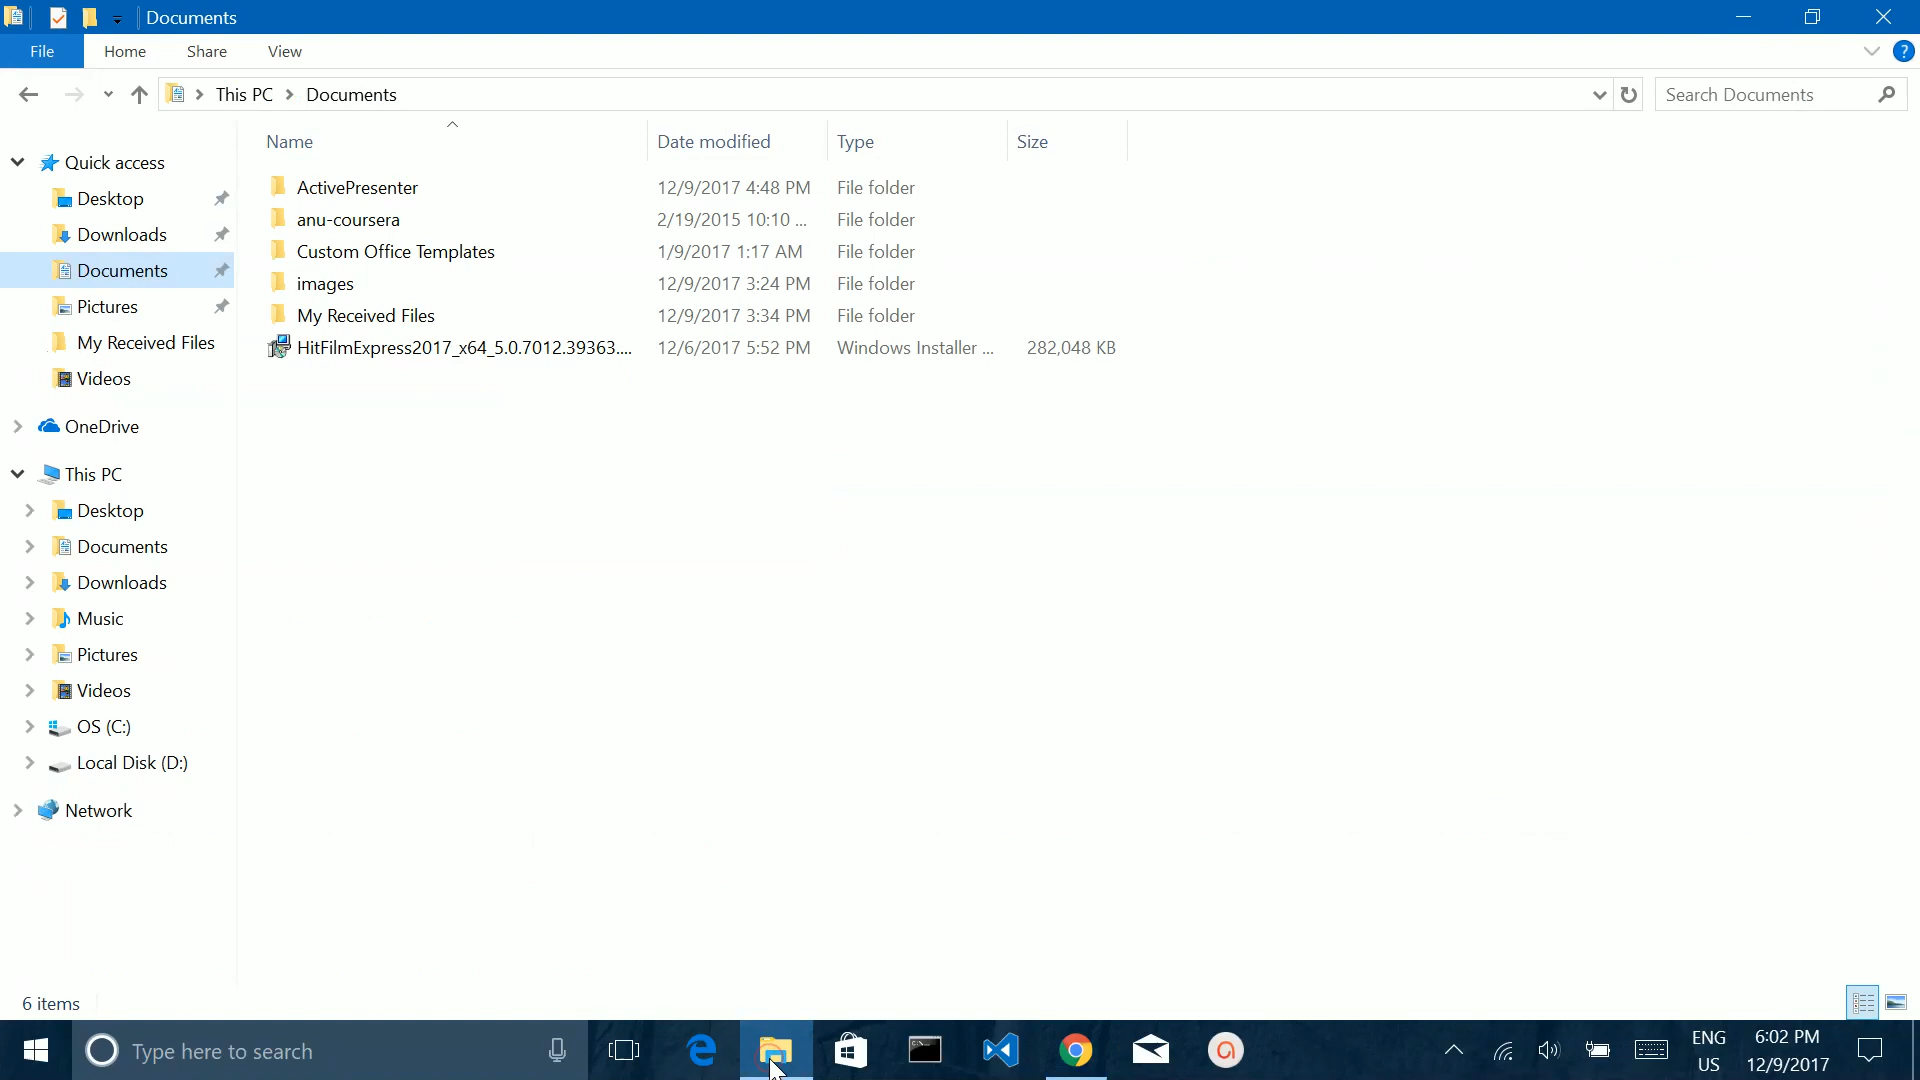 Documents
File Home Share View
This PC Documents
Search Documents
Name Date modified Type Size
Quick access
Desktop
Downloads
Documents
Pictures
My Received Files
Videos
OneDrive
This PC
Desktop
Documents
Downloads
Music
Pictures
Videos
OS (C:)
Local Disk (D:)
Network
ActivePresenter 12/9/2017 4:48 PM File folder
anu-coursera 2/19/2015 10:10 ... File folder
Custom Office Templates 1/9/2017 1:17 AM File folder
images 12/9/2017 3:24 PM File folder
My Received Files 12/9/2017 3:34 PM File folder
HitFilmExpress2017_x64_5.0.7012.39363.... 12/6/2017 5:52 PM Windows Installer ... 282,048 KB
6 items
Type here to search
ENG
US
6:02 PM
12/9/2017